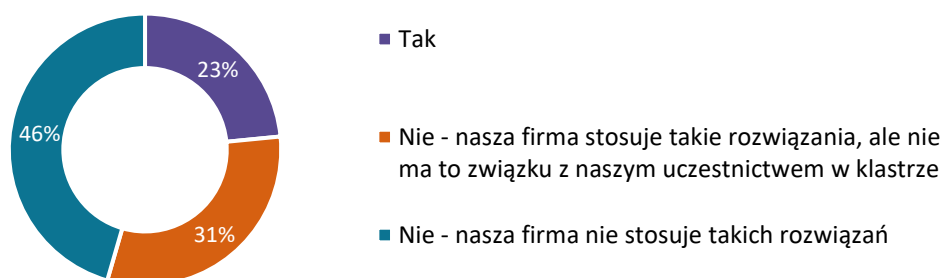 23%
46%
31%
Tak
Nie - nasza firma stosuje takie rozwiązania, ale nie
ma to związku z naszym uczestnictwem w klastrze
Nie - nasza firma nie stosuje takich rozwiązań